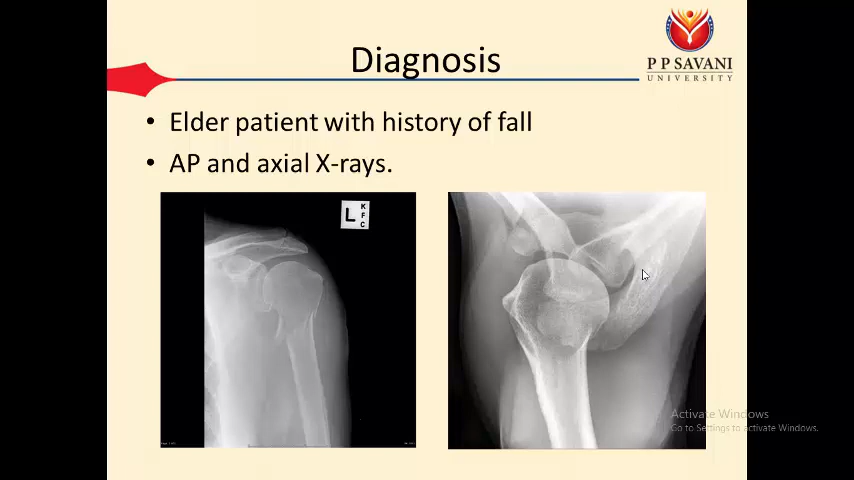 Diagnosis
P P SAVANI
UNIVERSITY
• Elder patient with history of fall
• AP and axial X-rays.
L
K
F
C
Activate Windows
Go to Settings to activate Windows.